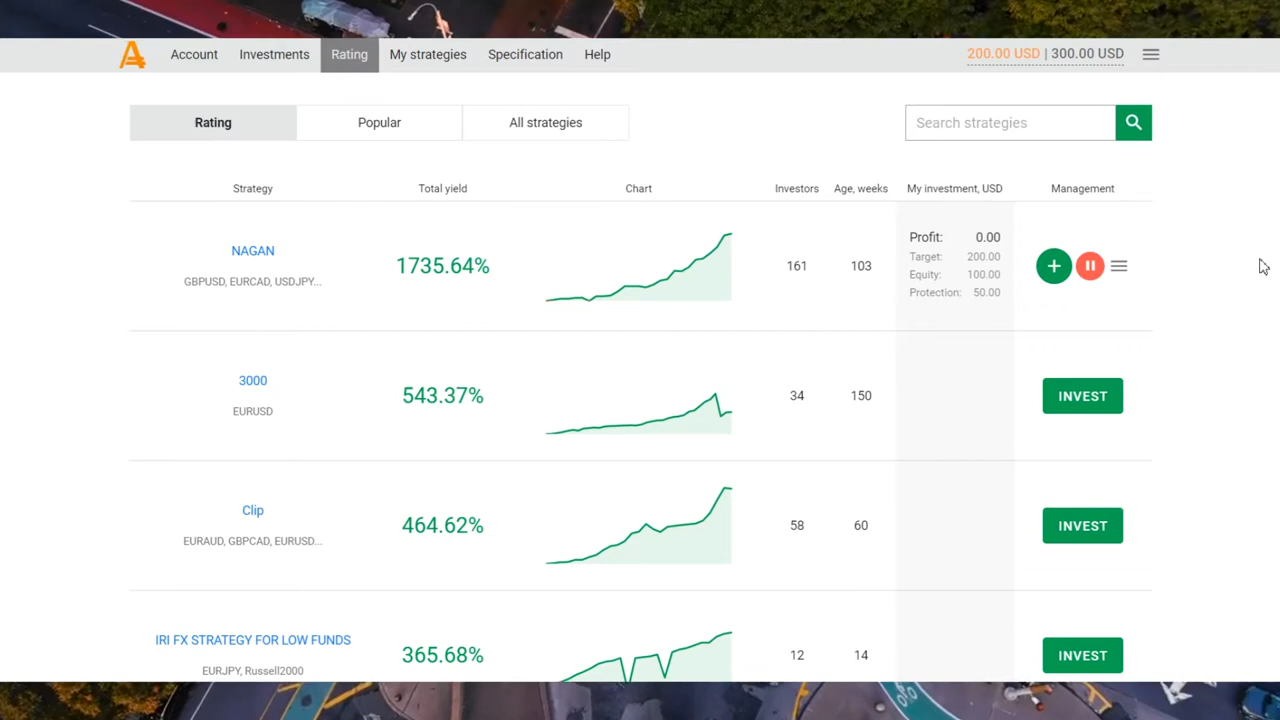 Account Investments Rating My strategies Specification Help 200.00 USD | 300.00 USD
Rating Popular All strategies Search strategies
Strategy Total yield Chart Investors Age, weeks My investment, USD Management
NAGAN
GBPUSD, EURCAD, USDJPY...
1735.64%
161
103
Profit: 0.00
Target: 200.00
Equity: 100.00
Protection: 50.00
3000
EURUSD
543.37%
34
150
INVEST
Clip
EURAUD, GBPCAD, EURUSD...
464.62%
58
60
INVEST
IRI FX STRATEGY FOR LOW FUNDS
EURJPY, Russell2000
365.68%
12
14
INVEST